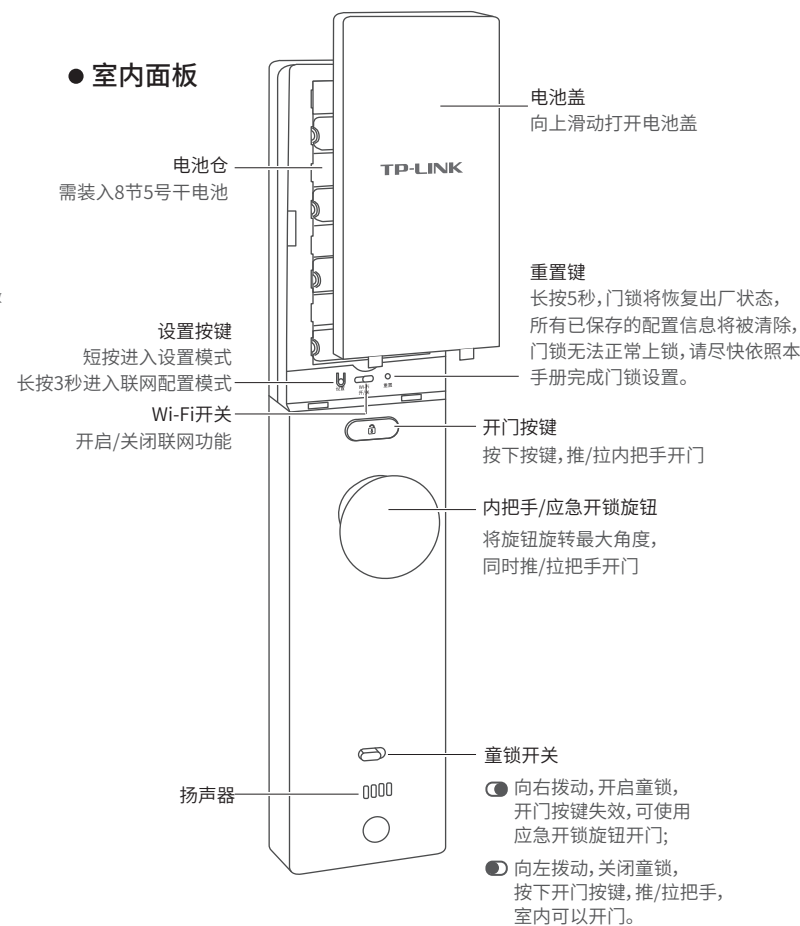 ● 室内面板
电池盖
向上滑动打开电池盖
TP-LINK
电池仓
需装入8节5号干电池
重置键
长按5秒，门锁将恢复出厂状态，
所有已保存的配置信息将被清除，
门锁无法正常上锁，请尽快依照本
手册完成门锁设置。
设置按键
短按进入设置模式
长按3秒进入联网配置模式
设置
Wi-Fi
开/关
重置
Wi-Fi开关
开启/关闭联网功能
开门按键
按下按键，推/拉内把手开门
内把手/应急开锁旋钮
将旋钮旋转最大角度，
同时推/拉把手开门
童锁开关
向右拨动，开启童锁，
开门按键失效，可使用
应急开锁旋钮开门;
向左拨动，关闭童锁，
按下开门按键，推/拉把手，
室内可以开门。
扬声器